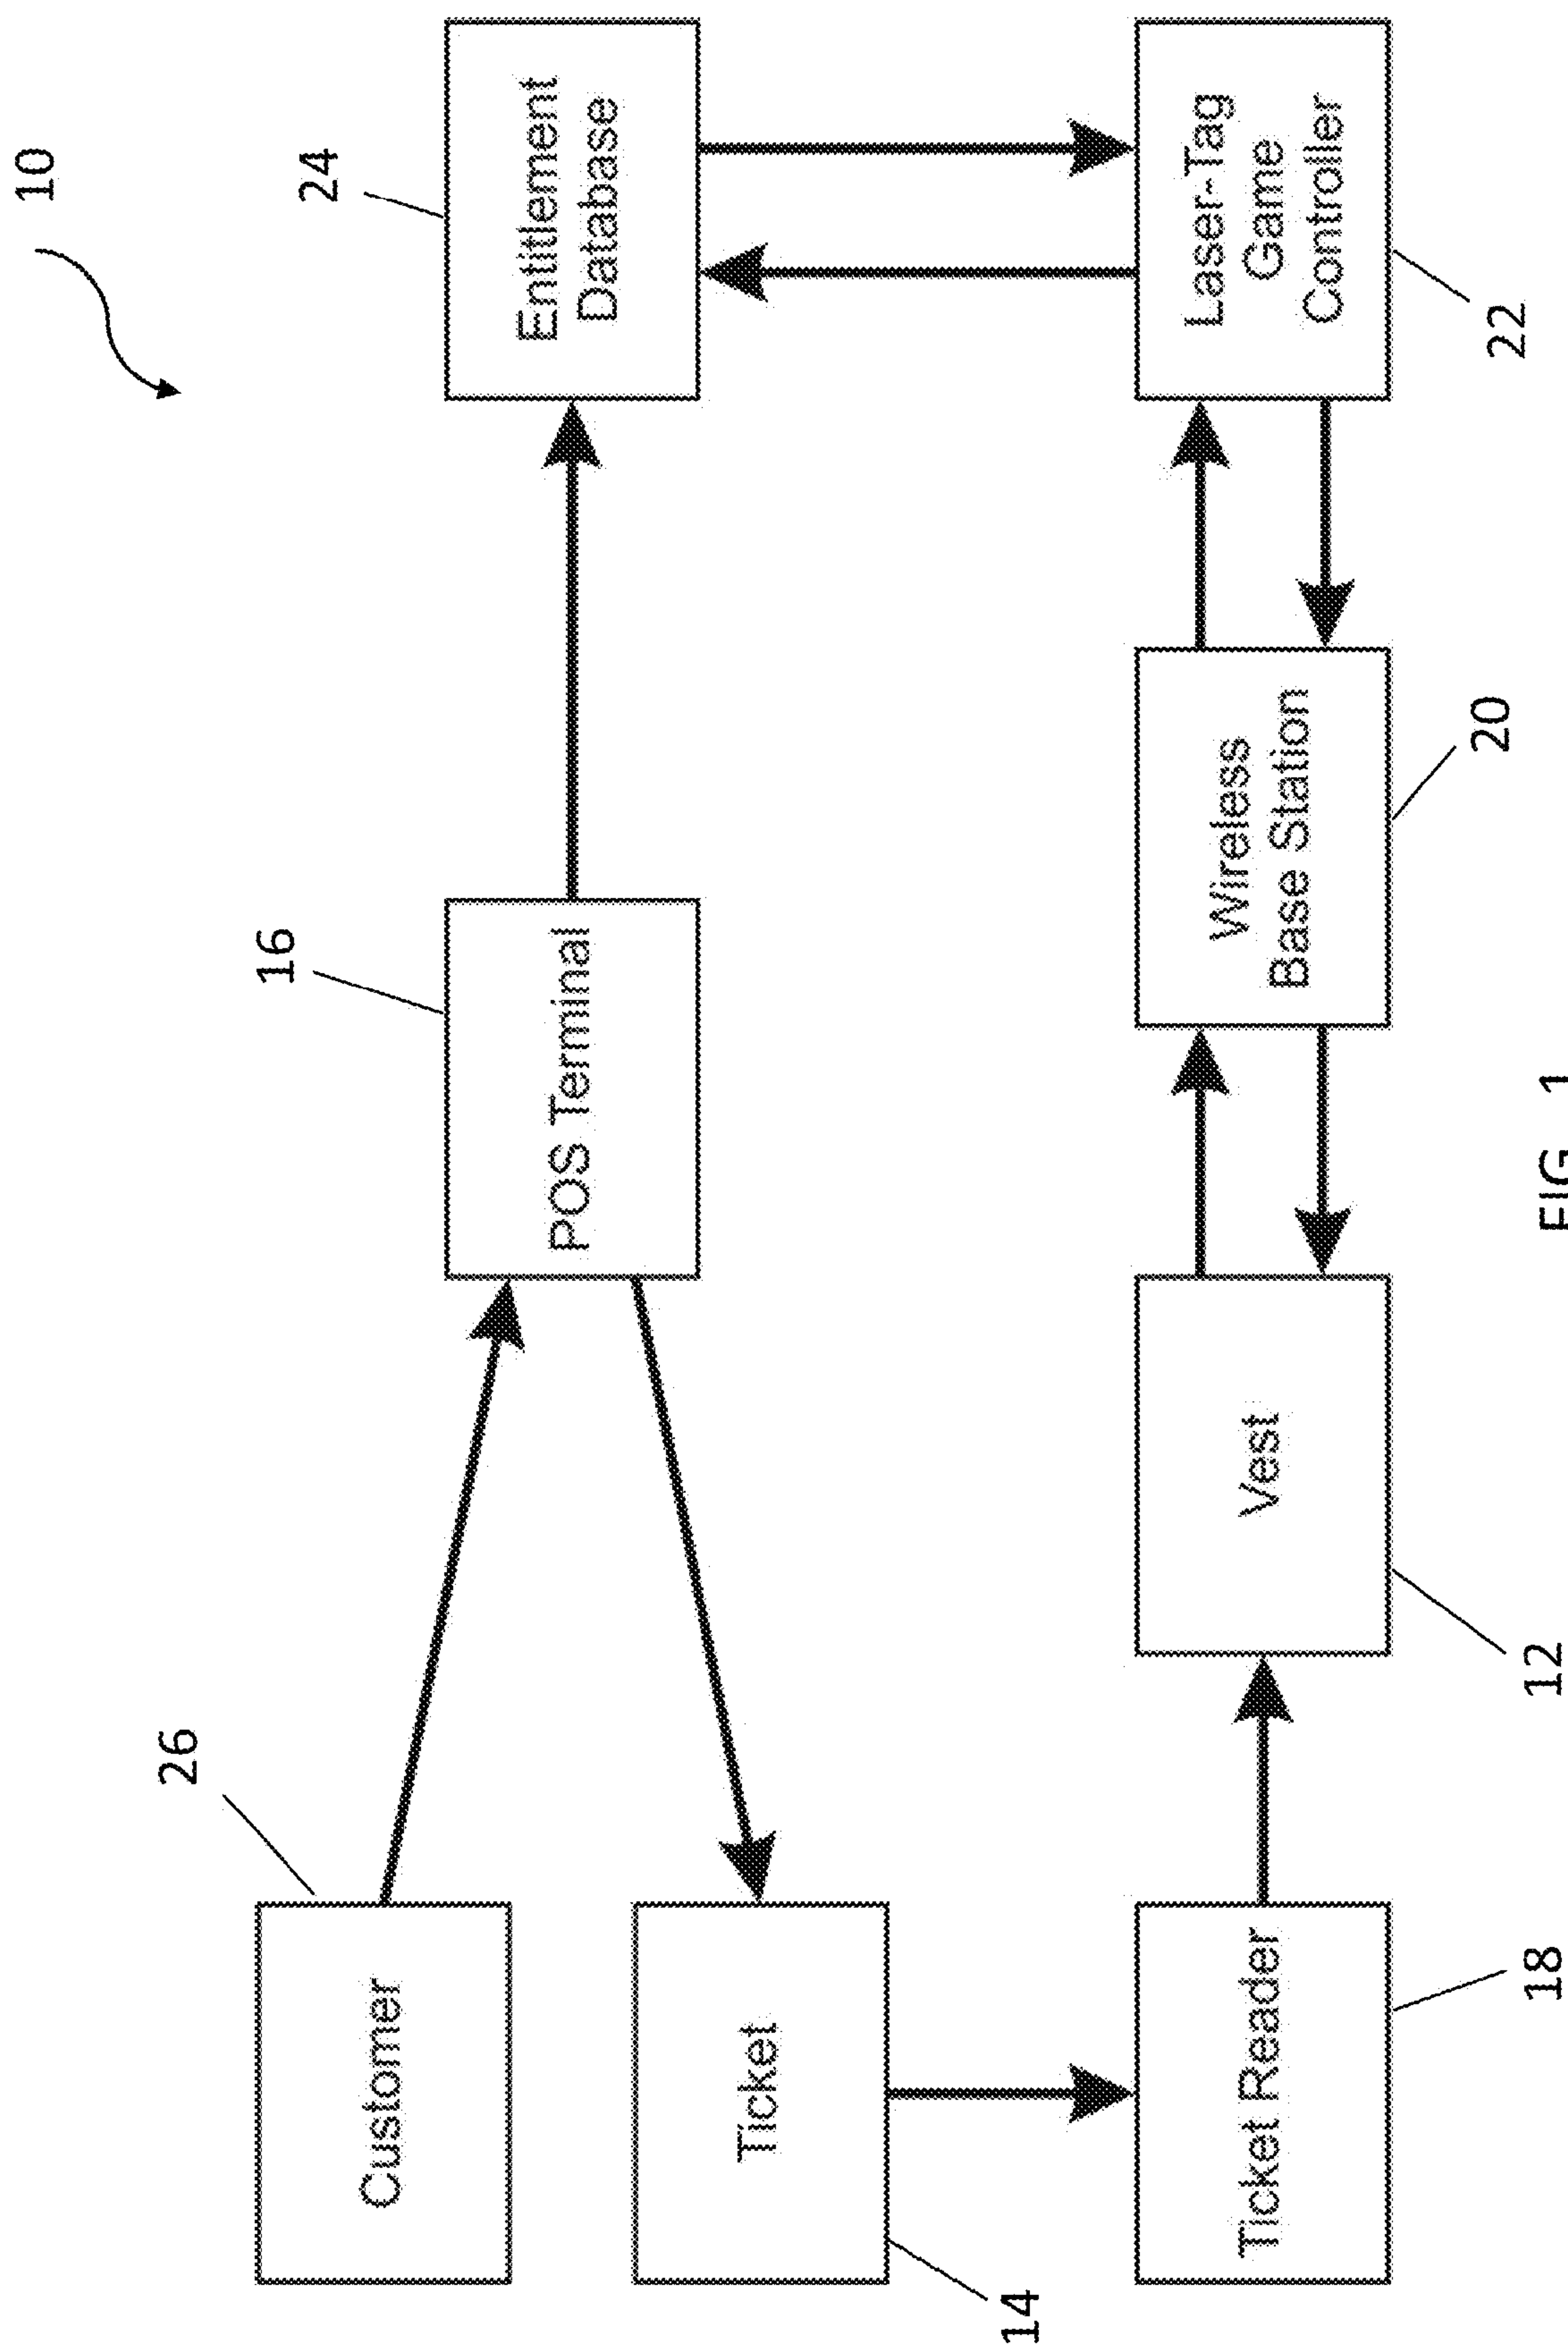 10
26
Customer
16
POS Terminal
24
Entitlement
Database
Ticket
14
Ticket Reader
18
Vest
12
Wireless
Base Station
20
Laser-Tag
Game
Controller
22
FIG. 1